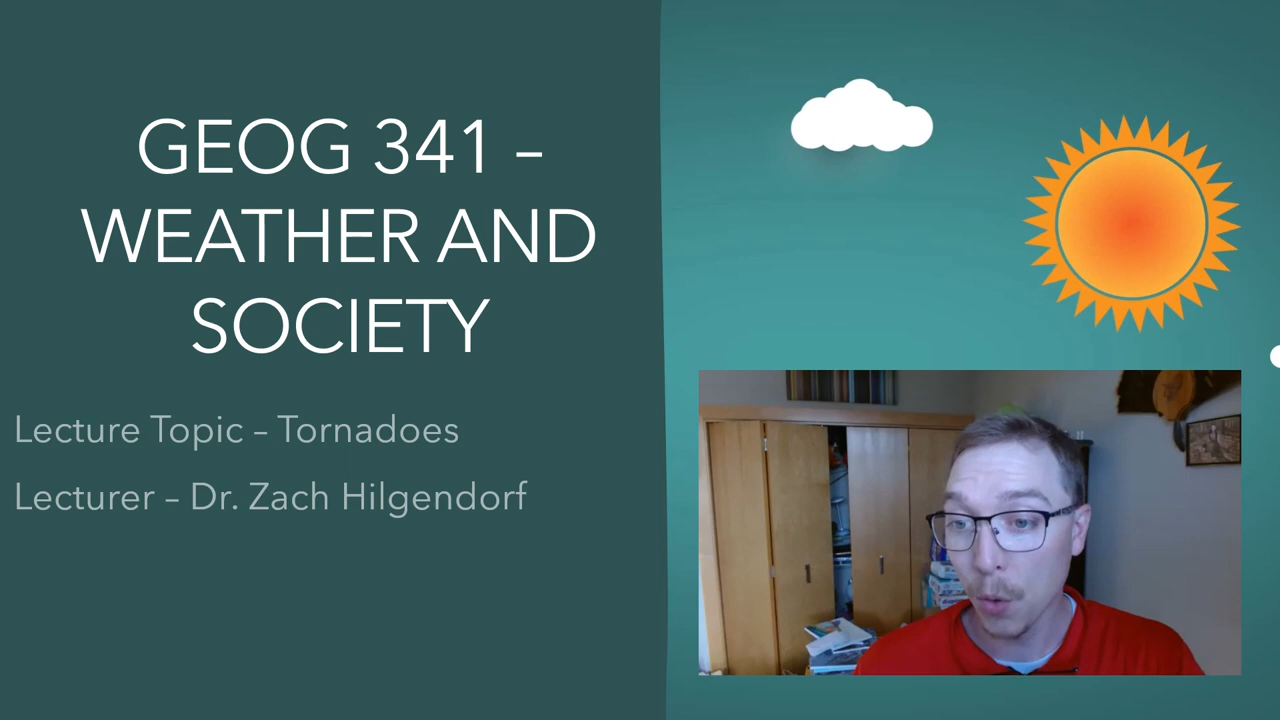 GEOG 341 –
WEATHER AND
SOCIETY
Lecture Topic – Tornadoes
Lecturer – Dr. Zach Hilgendorf